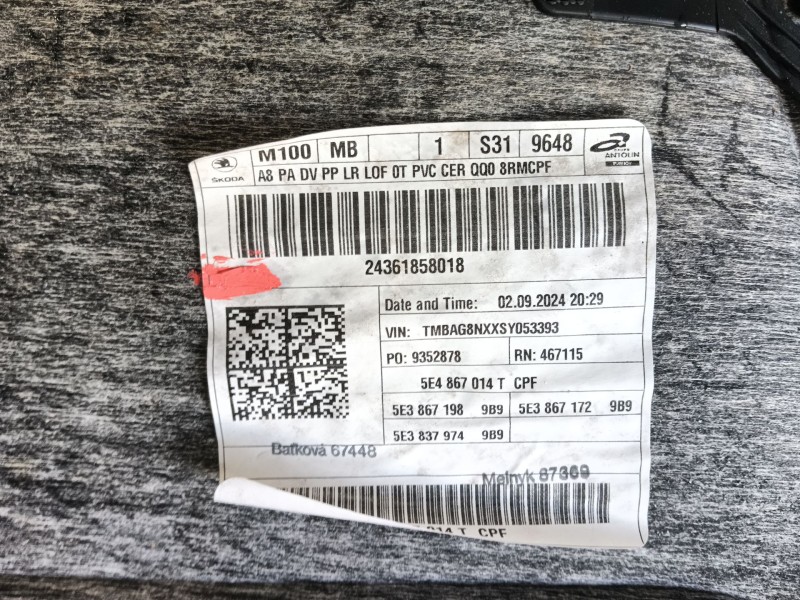 M100 MB 1 S31 9648
ŠKODA
ANTOLIN
A8 PA DV PP LR LOF 0T PVC CER QQ0 8RMCPF
24361858018
Date and Time: 02.09.2024 20:29
VIN: TMBAG8NXXSY053393
PO: 9352878 RN: 467115
5E4 867 014 T CPF
5E3 867 198 9B9 5E3 867 172 9B9
5E3 837 974 9B9
Baťková 67448
Melnyk 67369
014 T CPF